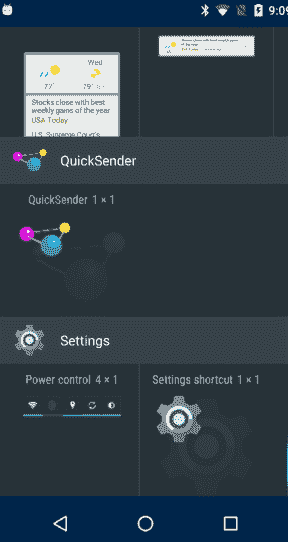 9:09
Wed
77° 79°
Stocks close with best
weekly gains of the year
USA Today
U.S. Supreme Court's
QuickSender
QuickSender 1 × 1
Settings
Power control 4 × 1 Settings shortcut 1 × 1